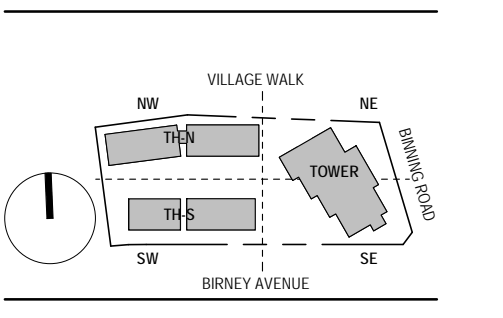 VILLAGE WALK
NW
NE
TH-N
BINNING ROAD
TOWER
TH-S
SW
SE
BIRNEY AVENUE